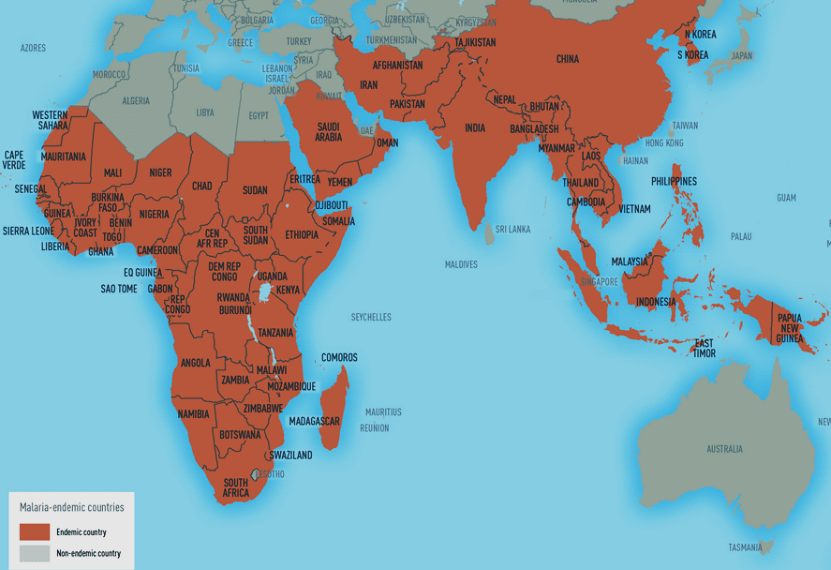 MONGOLIA
BULGARIA
GEORGIA
UZBEKISTAN
KYRGYZSTAN
AZORES
GREECE
TURKEY
TURKMENISTAN
TAJIKISTAN
N KOREA
S KOREA
JAPAN
CHINA
MOROCCO
TUNISIA
LEBANON
ISRAEL
JORDAN
SYRIA
IRAQ
KUWAIT
AFGHANISTAN
IRAN
PAKISTAN
ALGERIA
LIBYA
EGYPT
NEPAL
BHUTAN
WESTERN
SAHARA
SAUDI
ARABIA
UAE
OMAN
INDIA
BANGLADESH
MYANMAR
LAOS
TAIWAN
HONG KONG
HAINAN
CAPE
VERDE
MAURITANIA
MALI
NIGER
CHAD
SUDAN
ERITREA
YEMEN
THAILAND
CAMBODIA
VIETNAM
PHILIPPINES
GUAM
SENEGAL
GUINEA
BURKINA
FASO
BENIN
NIGERIA
DJIBOUTI
SOMALIA
SIERRA LEONE
IVORY
COAST
TOGO
LIBERIA
GHANA
CAMEROON
CEN
AFR REP
SOUTH
SUDAN
ETHIOPIA
SRI LANKA
PALAU
MALDIVES
MALAYSIA
SINGAPORE
INDONESIA
EQ GUINEA
SAO TOME
GABON
REP
CONGO
DEM REP
CONGO
UGANDA
KENYA
RWANDA
BURUNDI
TANZANIA
SEYCHELLES
PAPUA
NEW
GUINEA
EAST
TIMOR
COMOROS
ANGOLA
ZAMBIA
MALAWI
MOZAMBIQUE
NAMIBIA
ZIMBABWE
BOTSWANA
MADAGASCAR
MAURITIUS
REUNION
SWAZILAND
LESOTHO
SOUTH
AFRICA
AUSTRALIA
NEW
TASMANIA
Malaria-endemic countries
Endemic country
Non-endemic country